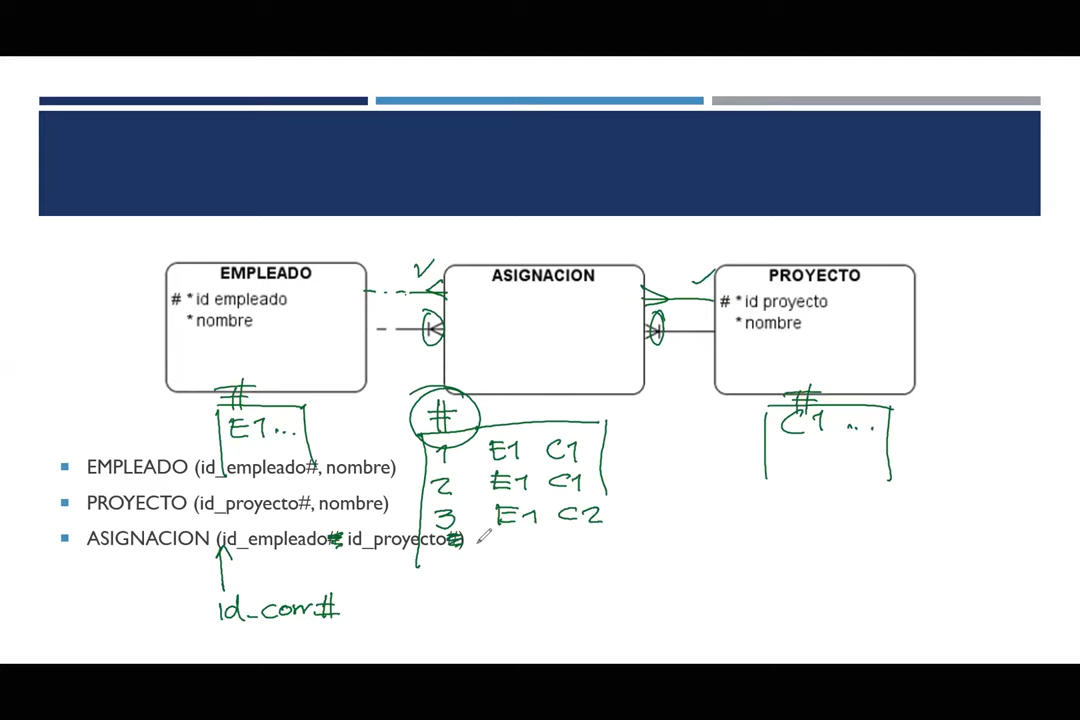 EMPLEADO
# * id empleado
* nombre
ASIGNACION
PROYECTO
# * id proyecto
* nombre
#
E1...
#
1 E1 C1
2 E1 C1
3 E1 C2
#
C1 ...
EMPLEADO (id_empleado#, nombre)
PROYECTO (id_proyecto#, nombre)
ASIGNACION (id_empleado id_proyecto )
id_corr#